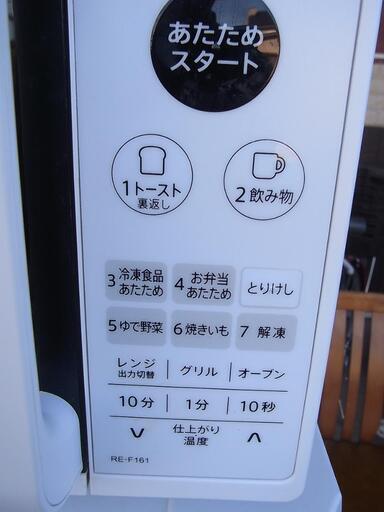 あたため
スタート
1トースト
裏返し
2飲み物
3冷凍食品
あたため
4お弁当
あたため
とりけし
5ゆで野菜
6焼きいも
7解凍
レンジ
出力切替
グリル
オーブン
10分
1分
10秒
仕上がり
温度
RE-F161